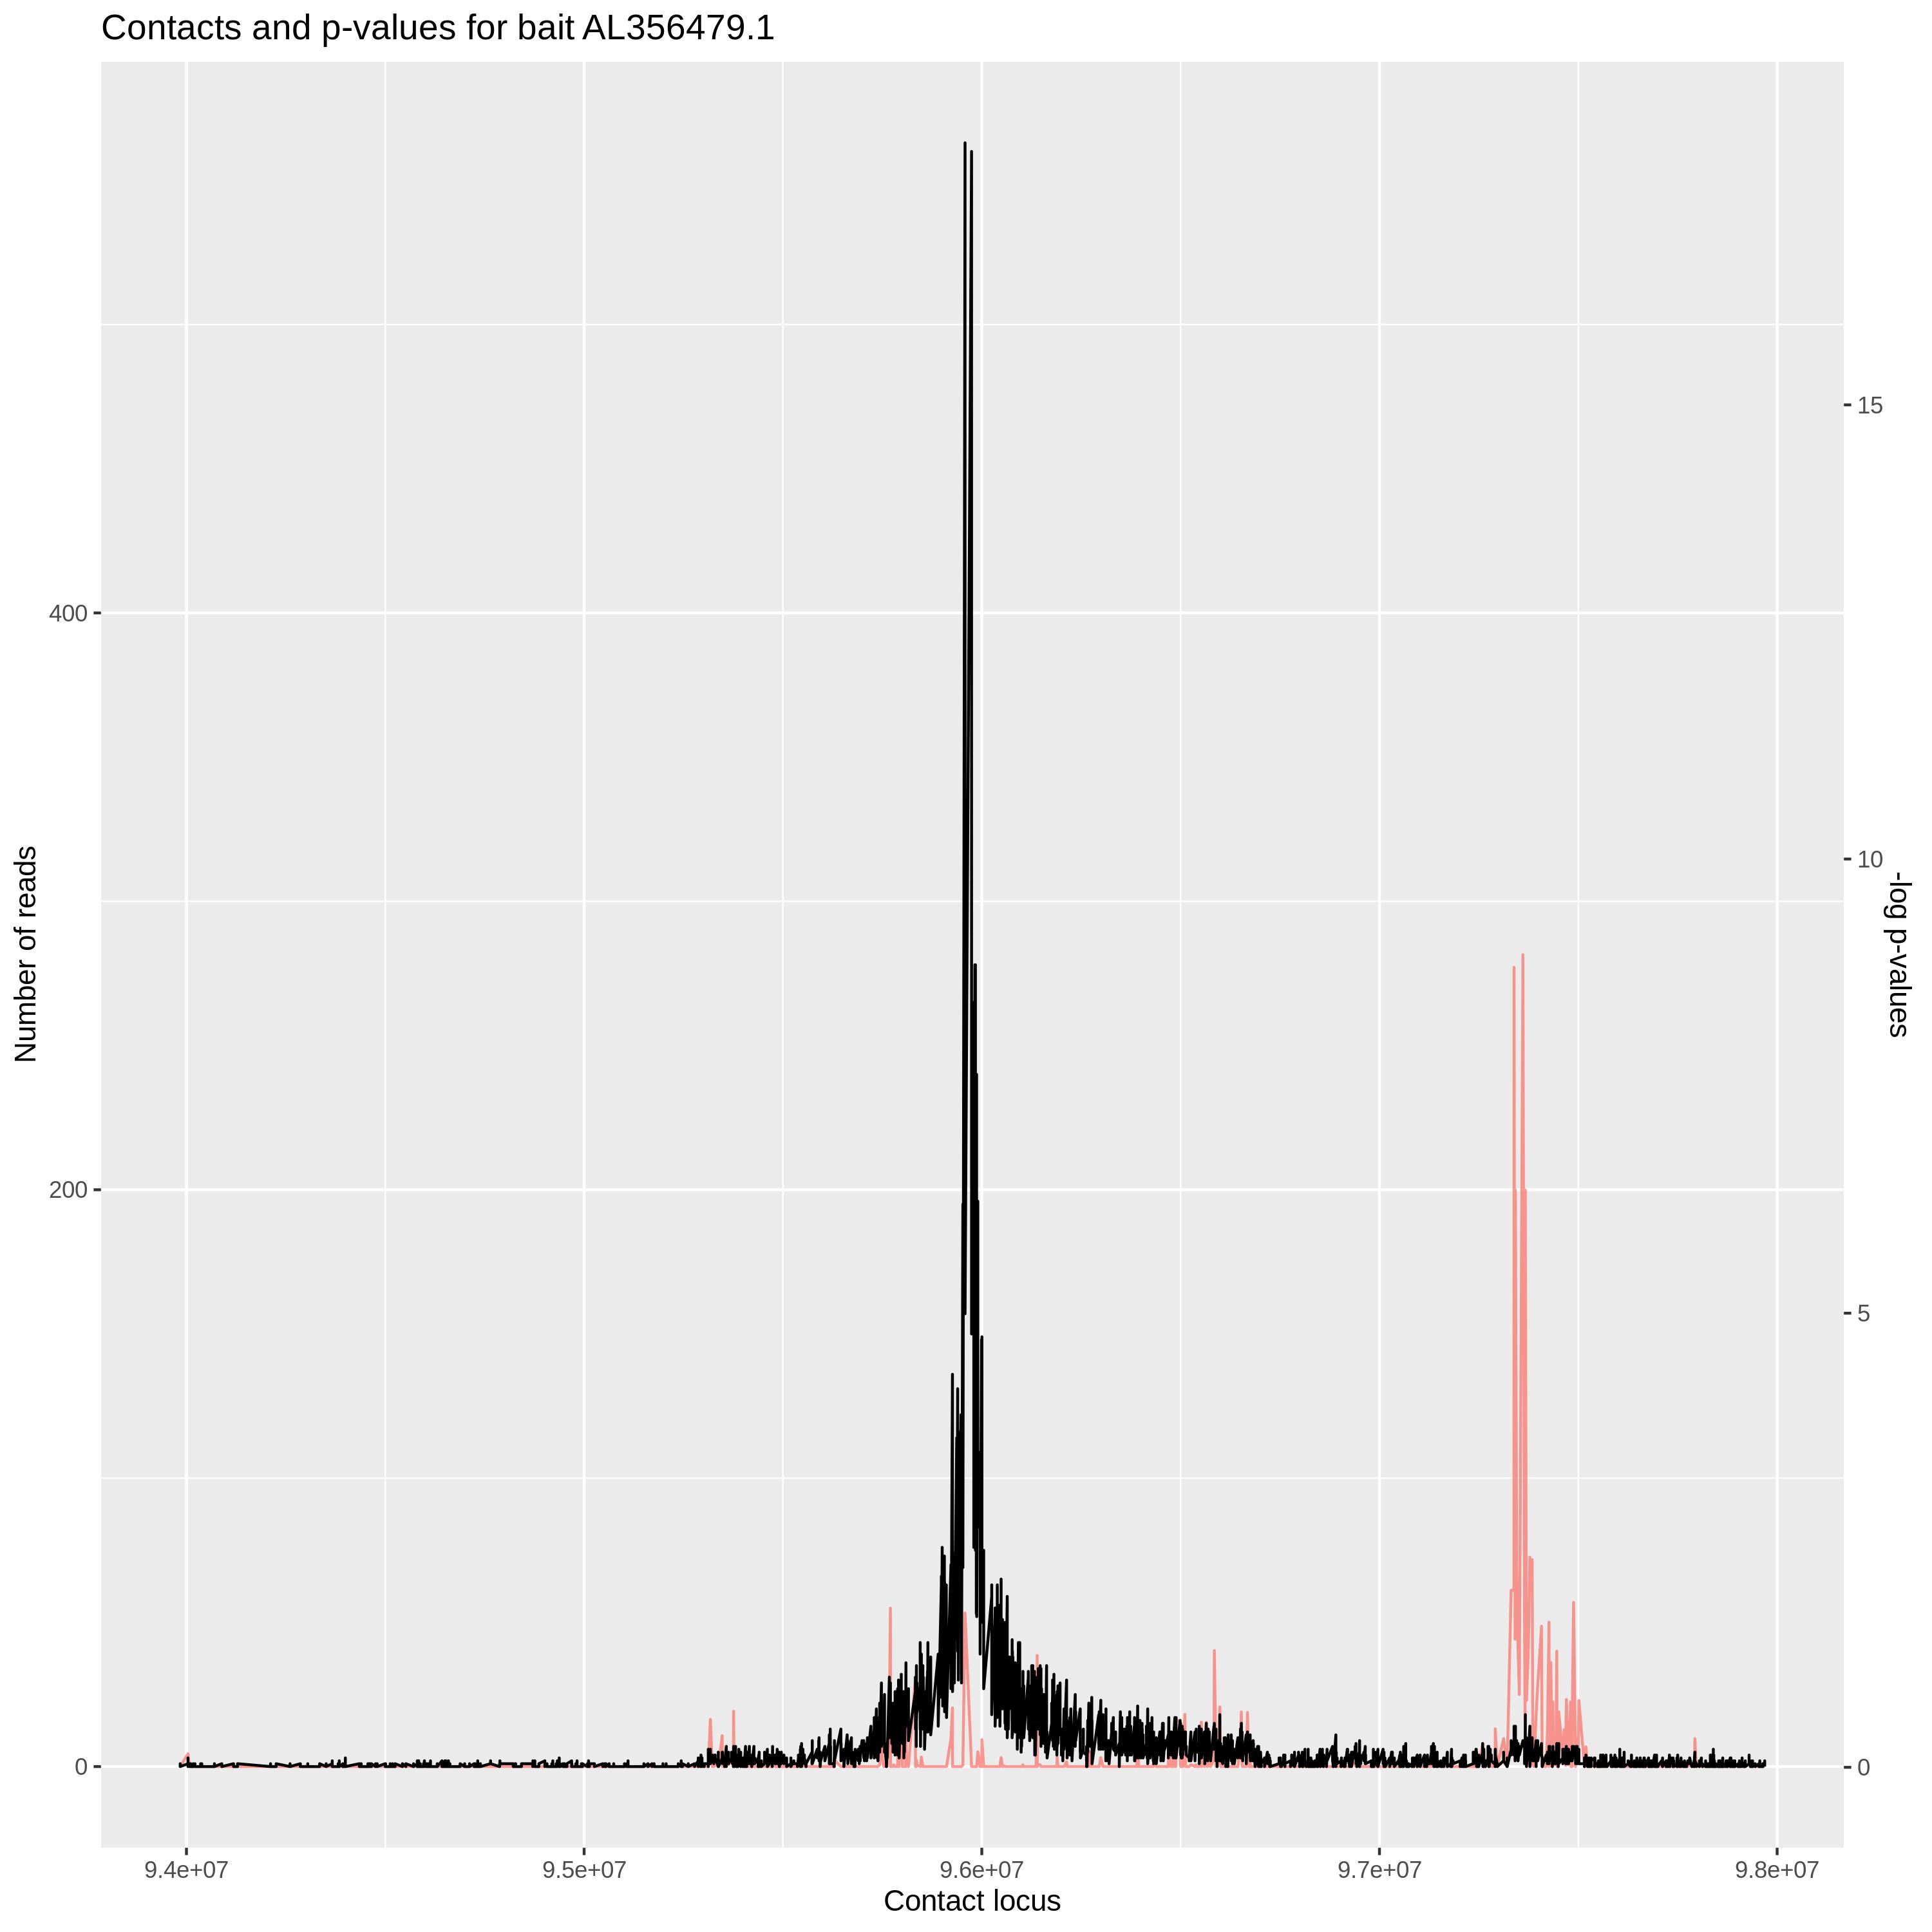 Contacts and p-values for bait AL356479.1
Number of reads
400
200
0
15
10
5
0
-log p-values
9.4e+07 9.5e+07 9.6e+07 9.7e+07 9.8e+07
Contact locus